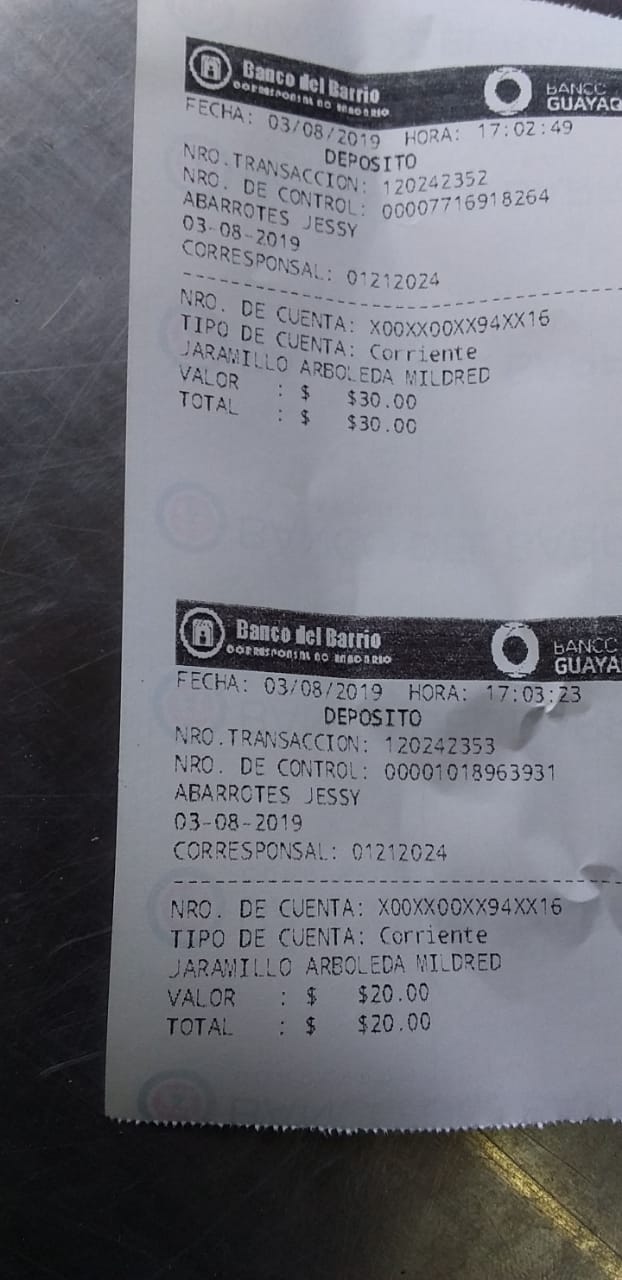 Banco del Barrio
CORRESPONSAL NO BANCARIO
BANCO
GUAYAQ
FECHA: 03/08/2019 HORA: 17:02:49
DEPOSITO
NRO.TRANSACCION: 120242352
NRO. DE CONTROL: 00007716918264
ABARROTES JESSY
03-08-2019
CORRESPONSAL: 01212024
NRO. DE CUENTA: X00XX00XX94XX16
TIPO DE CUENTA: Corriente
JARAMILLO ARBOLEDA MILDRED
VALOR : $ $30.00
TOTAL : $ $30.00
Banco del Barrio
CORRESPONSAL NO BANCARIO
BANCO
GUAYA
FECHA: 03/08/2019 HORA: 17:03:23
DEPOSITO
NRO.TRANSACCION: 120242353
NRO. DE CONTROL: 00001018963931
ABARROTES JESSY
03-08-2019
CORRESPONSAL: 01212024
NRO. DE CUENTA: X00XX00XX94XX16
TIPO DE CUENTA: Corriente
JARAMILLO ARBOLEDA MILDRED
VALOR : $ $20.00
TOTAL : $ $20.00